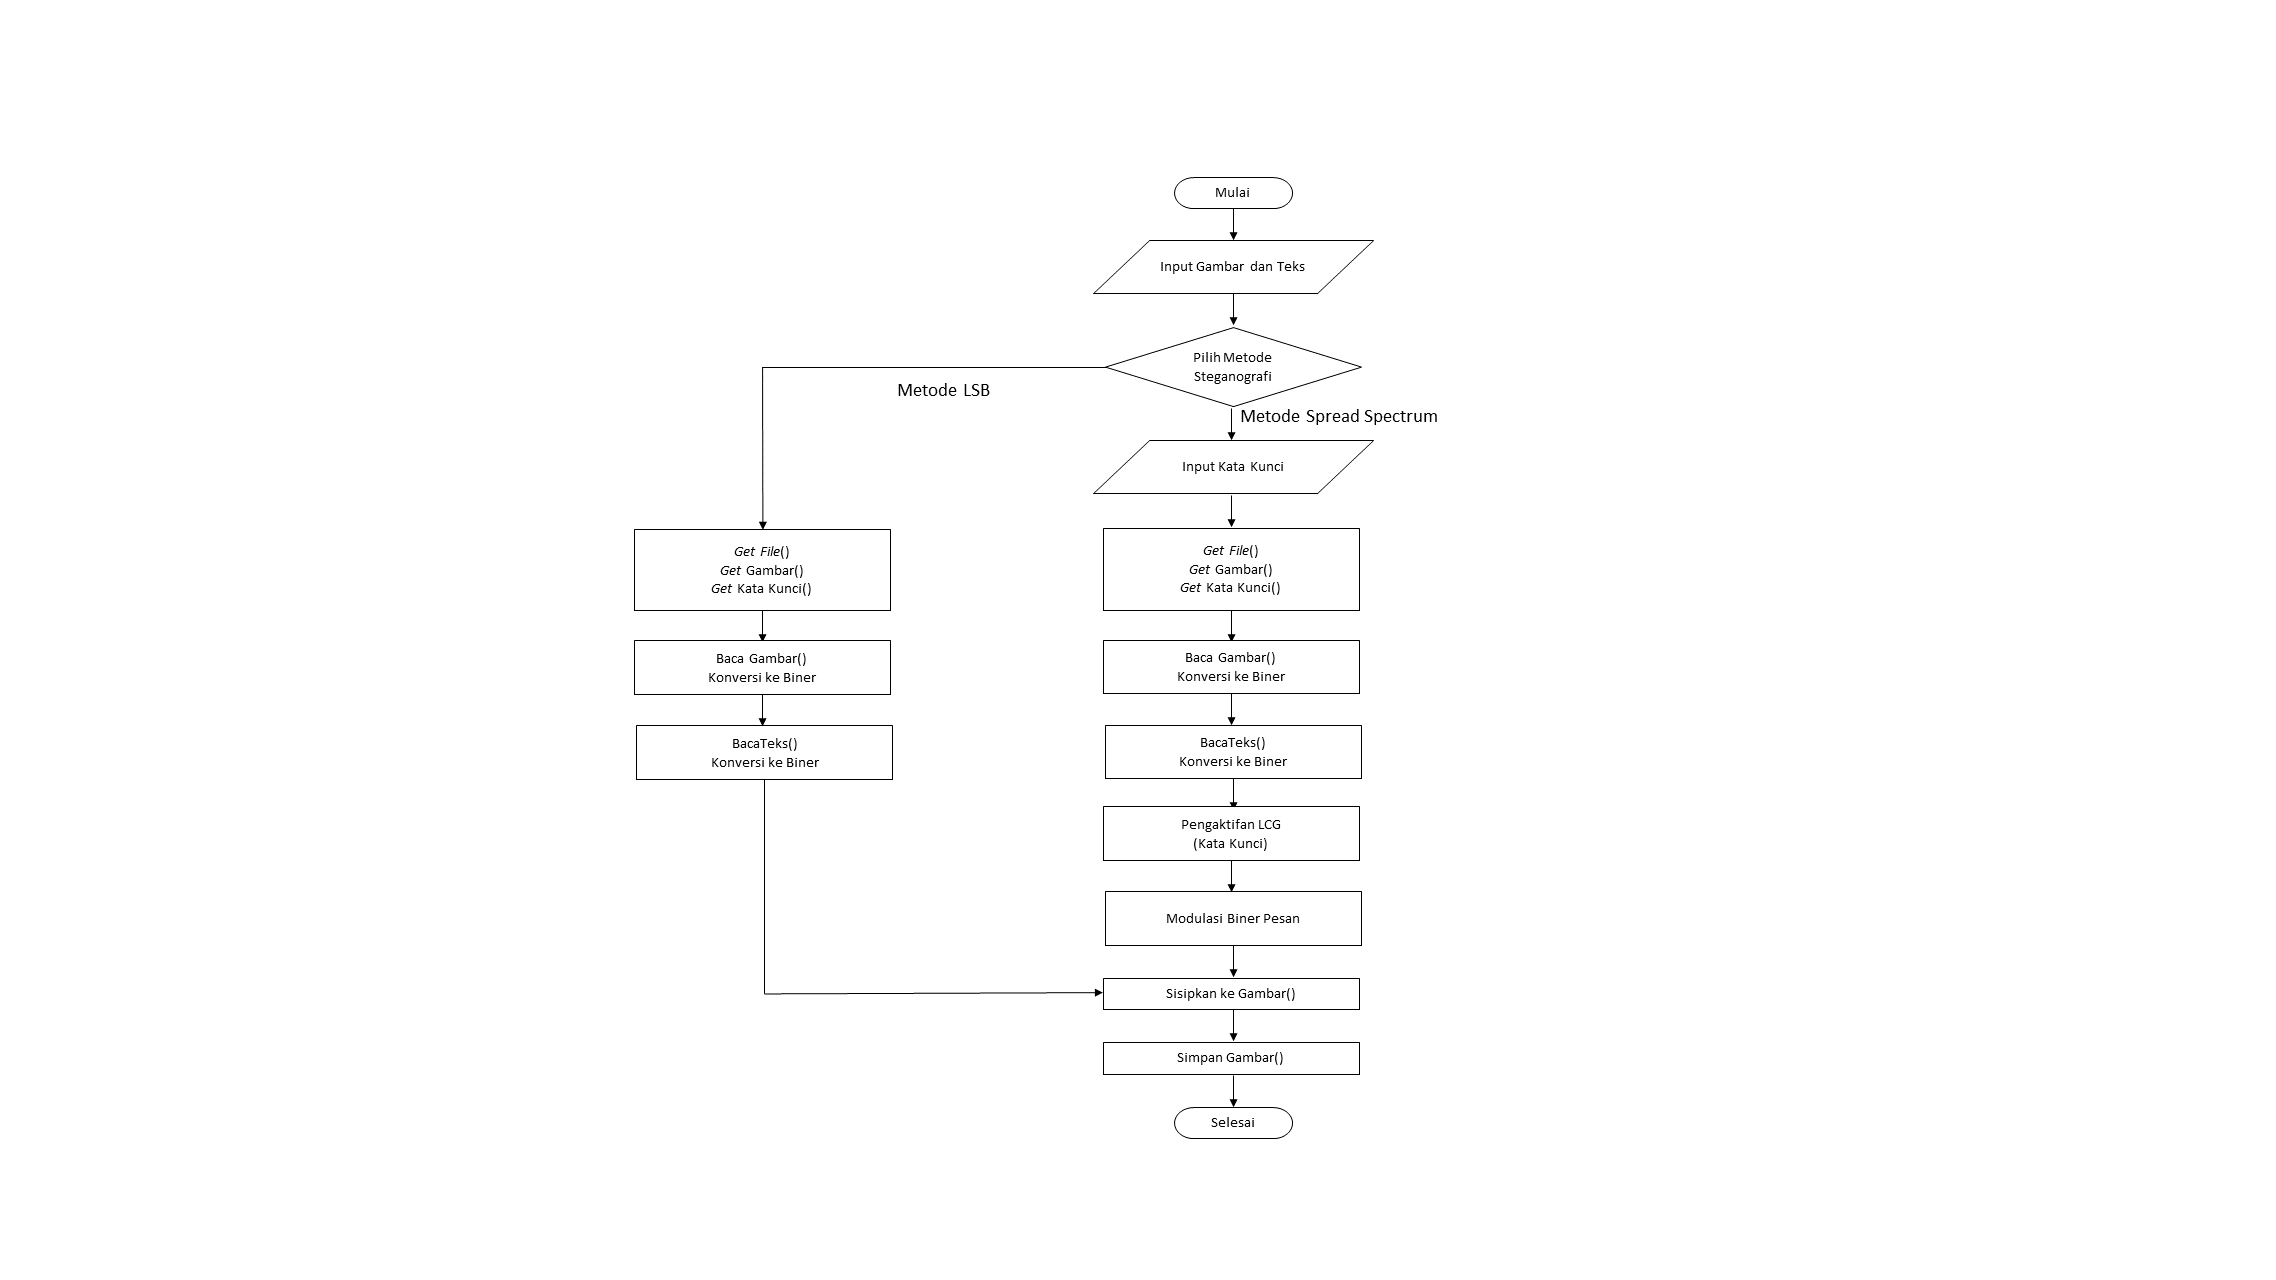 Mulai
Input Gambar dan Teks
Pilih Metode
Steganografi
Metode LSB
Metode Spread Spectrum
Input Kata Kunci
Get File()
Get Gambar()
Get Kata Kunci()
Baca Gambar()
Konversi ke Biner
BacaTeks()
Konversi ke Biner
Get File()
Get Gambar()
Get Kata Kunci()
Baca Gambar()
Konversi ke Biner
BacaTeks()
Konversi ke Biner
Pengaktifan LCG
(Kata Kunci)
Modulasi Biner Pesan
Sisipkan ke Gambar()
Simpan Gambar()
Selesai